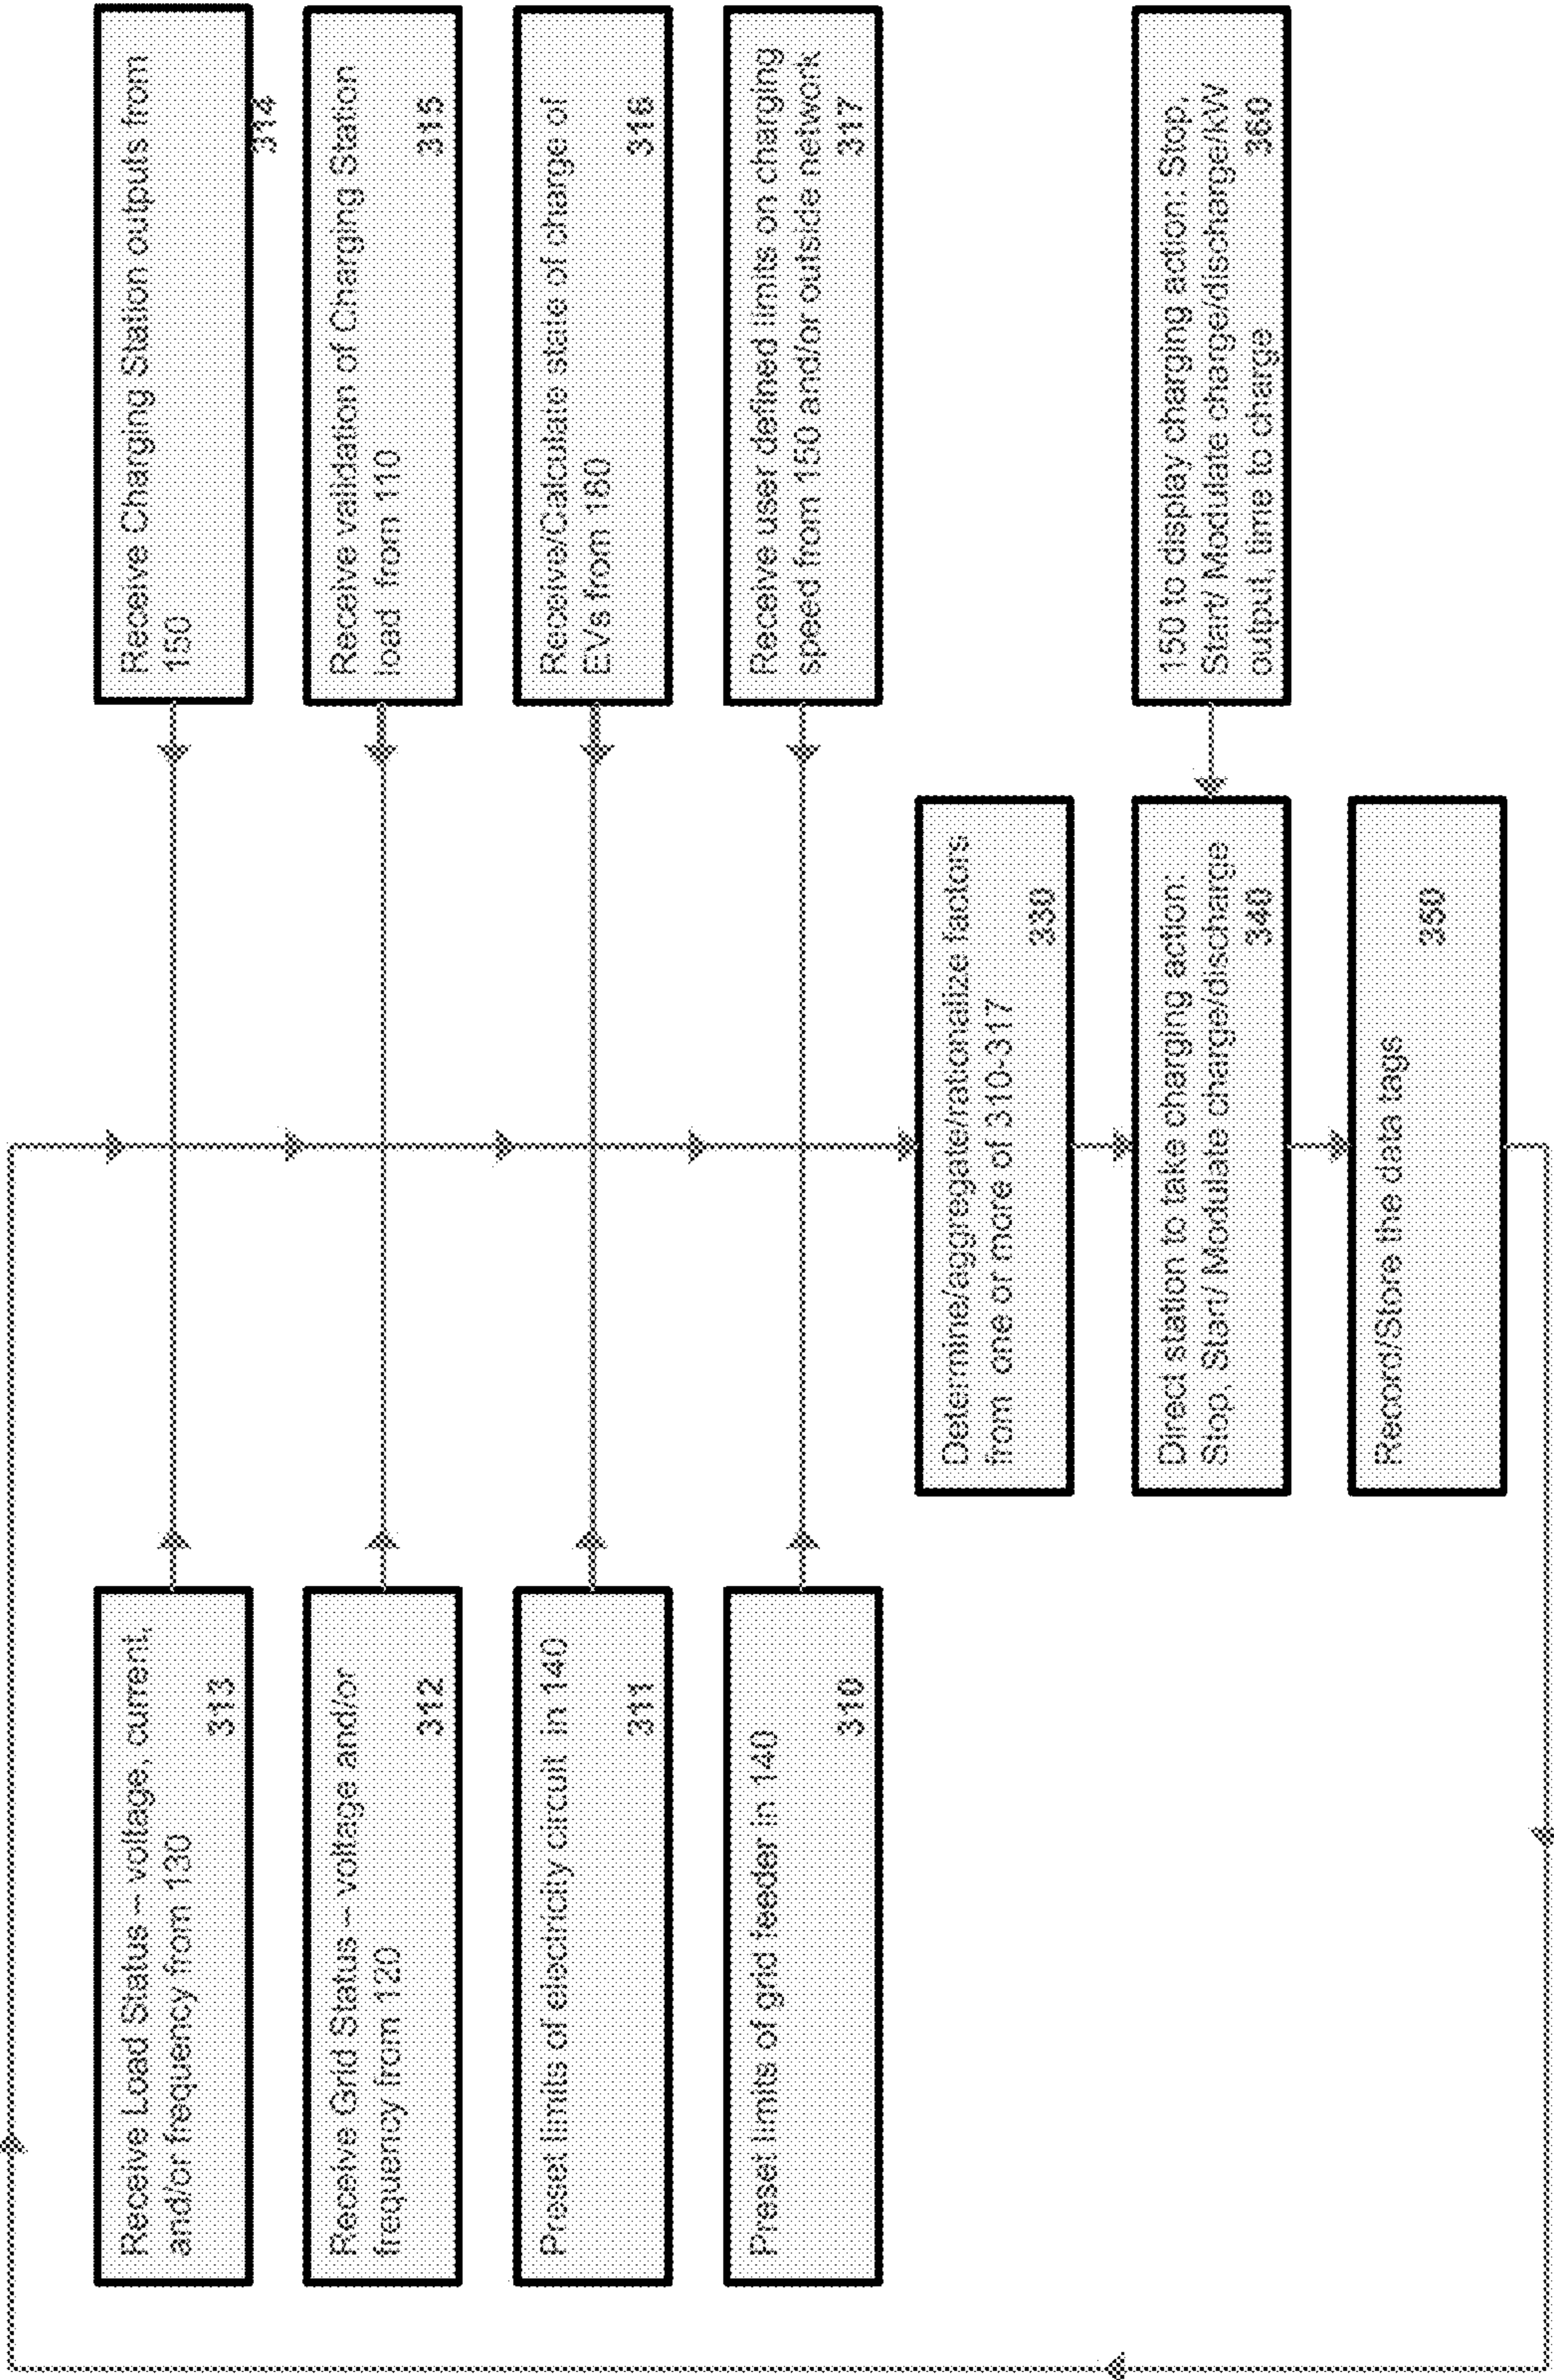 Receive Load Status – voltage, current,
and/or frequency from 130
313
Receive Charging Station outputs from
150
314
Receive Grid Status – voltage and/or
frequency from 120
312
Receive validation of Charging Station
load from 110
315
Preset limits of electricity circuit in 140
311
Receive/Calculate state of charge of
EVs from 160
316
Preset limits of grid feeder in 140
310
Receive user defined limits on charging
speed from 150 and/or outside network
317
Determine/aggregate/rationalize factors
from one or more of 310-317
330
Direct station to take charging action:
Stop, Start/ Modulate charge/discharge
340
150 to display charging action: Stop,
Start/ Modulate charge/discharge/kW
output, time to charge 360
Record/Store the data tags
350